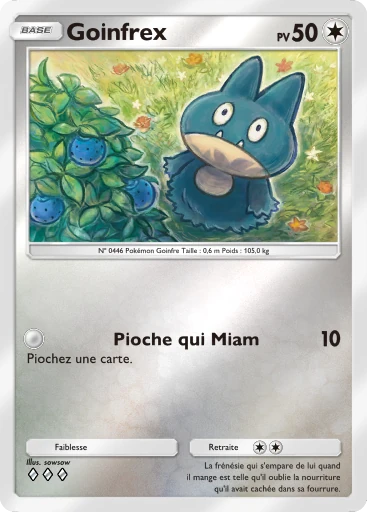 BASE Goinfrex PV 50
N° 0446 Pokémon Goinfre Taille : 0,6 m Poids : 105,0 kg
Pioche qui Miam 10
Piochez une carte.
Faiblesse Retraite
Illus. sowsow
La frénésie qui s'empare de lui quand
il mange est telle qu'il oublie la nourriture
qu'il avait cachée dans sa fourrure.